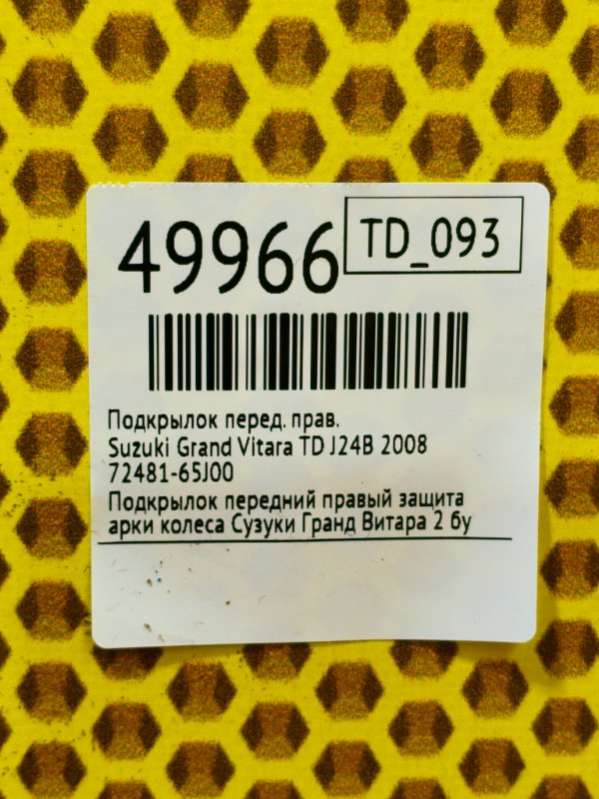 49966
TD_093
Подкрылок перед. прав.
Suzuki Grand Vitara TD J24B 2008
72481-65J00
Подкрылок передний правый защита
арки колеса Сузуки Гранд Витара 2 бу